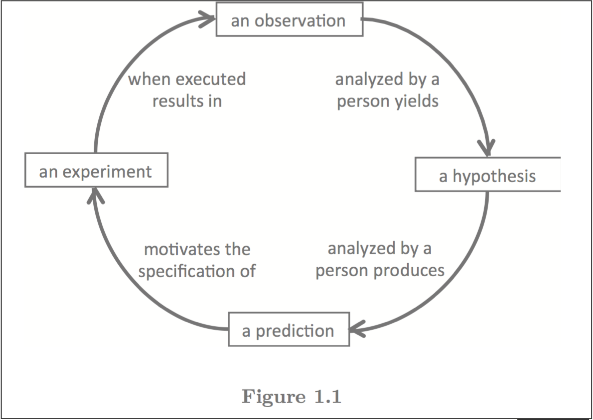 an observation
when executed
results in
analyzed by a
person yields
an experiment
a hypothesis
motivates the
specification of
analyzed by a
person produces
a prediction
Figure 1.1